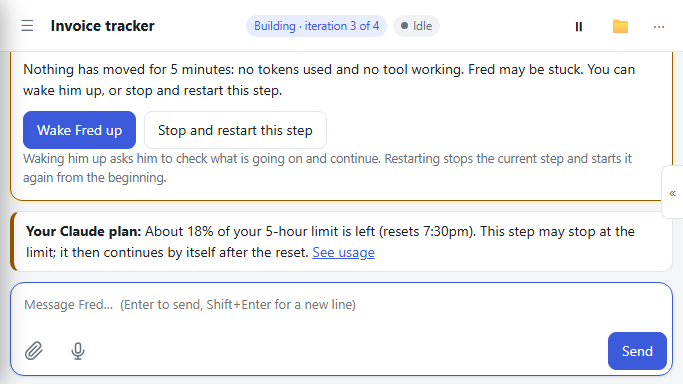 Invoice tracker
Building · iteration 3 of 4
Idle
Nothing has moved for 5 minutes: no tokens used and no tool working. Fred may be stuck. You can
wake him up, or stop and restart this step.
Wake Fred up
Stop and restart this step
Waking him up asks him to check what is going on and continue. Restarting stops the current step and starts it
again from the beginning.
Your Claude plan: About 18% of your 5-hour limit is left (resets 7:30pm). This step may stop at the
limit; it then continues by itself after the reset. See usage
Message Fred... (Enter to send, Shift+Enter for a new line)
Send